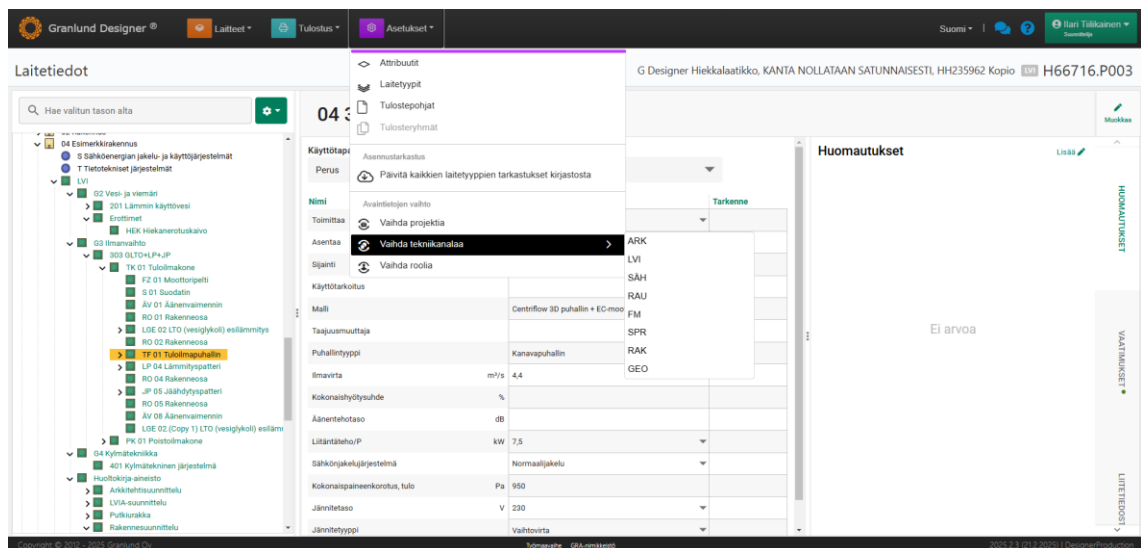 Granlund Designer ®
Laitteet
Tulostus
Asetukset
Suomi
Ilari Tiilikainen
Suunnittelija
Laitetiedot
G Designer Hiekkalaatikko, KANTA NOLLATAAN SATUNNAISESTI, HH235962 Kopio LVI H66716.P003
Hae valitun tason alta
04 Esimerkkirakennus
S Sähköenergian jakelu- ja käyttöjärjestelmät
T Tietotekniset järjestelmät
LVI
G2 Vesi- ja viemäri
201 Lämmin käyttövesi
Erottimet
HEK Hiekanerotuskaivo
G3 Ilmanvaihto
303 GLTO+LP+JP
TK 01 Tuloilmakone
FZ 01 Moottoripelti
S 01 Suodatin
ÄV 01 Äänenvaimennin
RO 01 Rakenneosa
LGE 02 LTO (vesiglykoli) esilämmitys
RO 02 Rakenneosa
TF 01 Tuloilmapuhallin
LP 04 Lämmityspatteri
RO 04 Rakenneosa
JP 05 Jäähdytyspatteri
RO 05 Rakenneosa
ÄV 08 Äänenvaimennin
LGE 02 (Copy 1) LTO (vesiglykoli) esilämm
PK 01 Poistoilmakone
G4 Kylmätekniikka
401 Kylmätekninen järjestelmä
Huoltokirja-aineisto
Arkkitehtisuunnittelu
LVIA-suunnittelu
Putkiurakka
Rakennesuunnittelu
04 3
Muokkaa
Attribuutit
Laitetyypit
Tulostepohjat
Tulosteryhmät
Asennustarkastus
Päivitä kaikkien laitetyyppien tarkastukset kirjastosta
Avaintietojen vaihto
Vaihda projektia
Vaihda tekniikanalaa
Vaihda roolia
ARK
LVI
SÄH
RAU
FM
SPR
RAK
GEO
Käyttötapa
Perus
Nimi
Tarkenne
Toimittaa
Asentaa
Sijainti
Käyttötarkoitus
Malli Centriflow 3D puhallin + EC-moo
Taajuusmuuttaja
Puhallintyyppi Kanavapuhallin
Ilmavirta m³/s 4,4
Kokonaishyötysuhde %
Äänentehotaso dB
Liitäntäteho/P kW 7,5
Sähkönjakelujärjestelmä Normaalijakelu
Kokonaispaineenkorotus, tulo Pa 950
Jännitetaso V 230
Jännitetyyppi Vaihtovirta
Huomautukset
Lisää
Ei arvoa
HUOMAUTUKSET
VAATIMUKSET
LIITETIEDOST
Copyright © 2012 - 2025 Granlund Oy
Työmaavaihe GRA-nimikkeistö
2025.2.3 (21.2.2025) | DesignerProduction